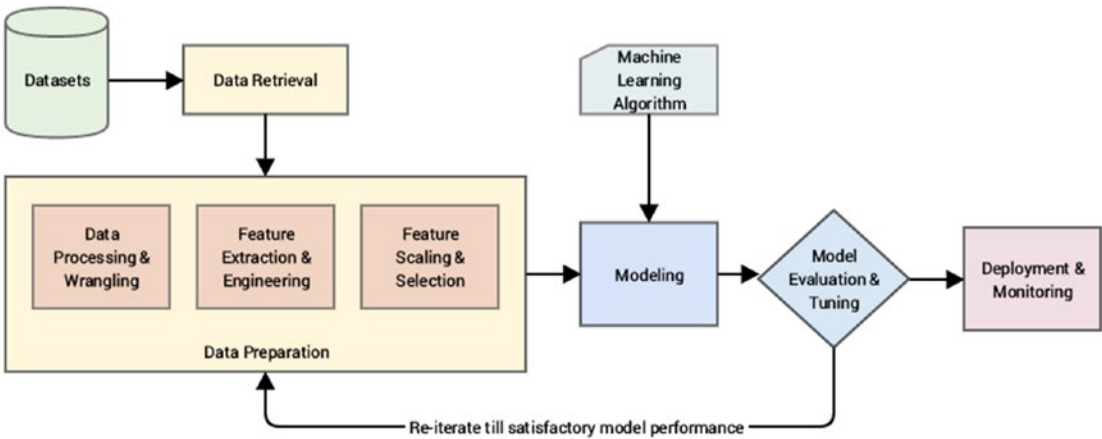 Datasets
Data Retrieval
Machine
Learning
Algorithm
Data
Processing &
Wrangling
Feature
Extraction &
Engineering
Feature
Scaling &
Selection
Data Preparation
Modeling
Model
Evaluation &
Tuning
Deployment &
Monitoring
Re-iterate till satisfactory model performance